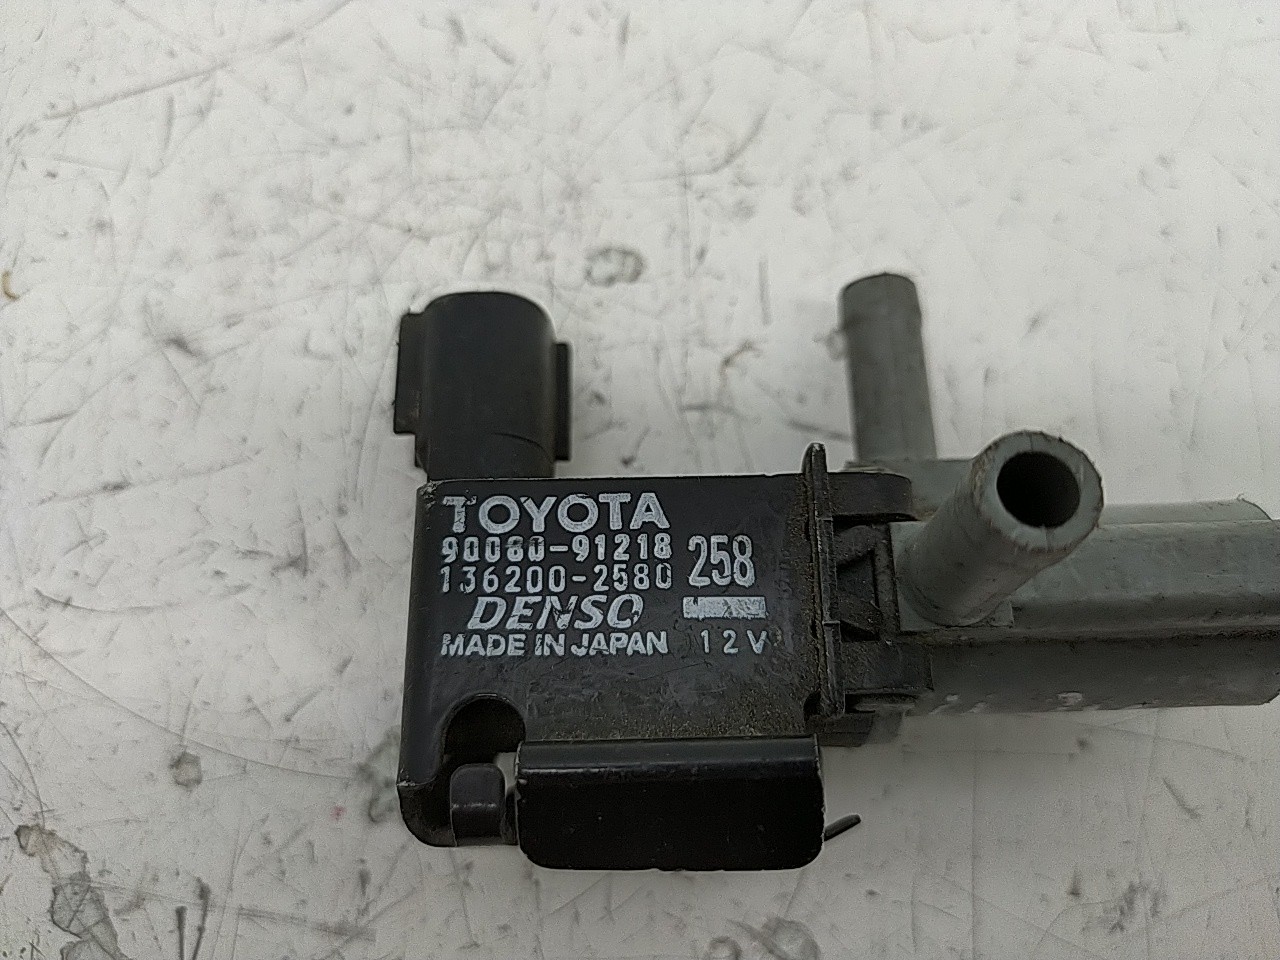 TOYOTA
90080-91218
136200-2580 258
DENSO
MADE IN JAPAN 12V